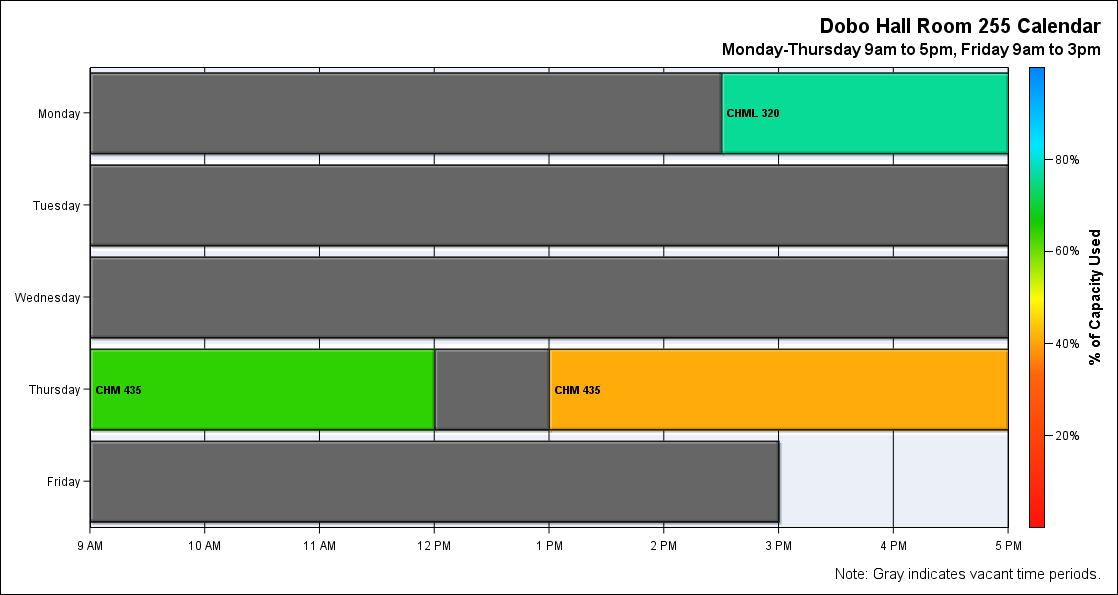 Dobo Hall Room 255 Calendar
Monday-Thursday 9am to 5pm, Friday 9am to 3pm
Monday
CHML 320
Tuesday
Wednesday
Thursday
CHM 435
CHM 435
Friday
9 AM
10 AM
11 AM
12 PM
1 PM
2 PM
3 PM
4 PM
5 PM
80%
60%
40%
20%
% of Capacity Used
Note: Gray indicates vacant time periods.